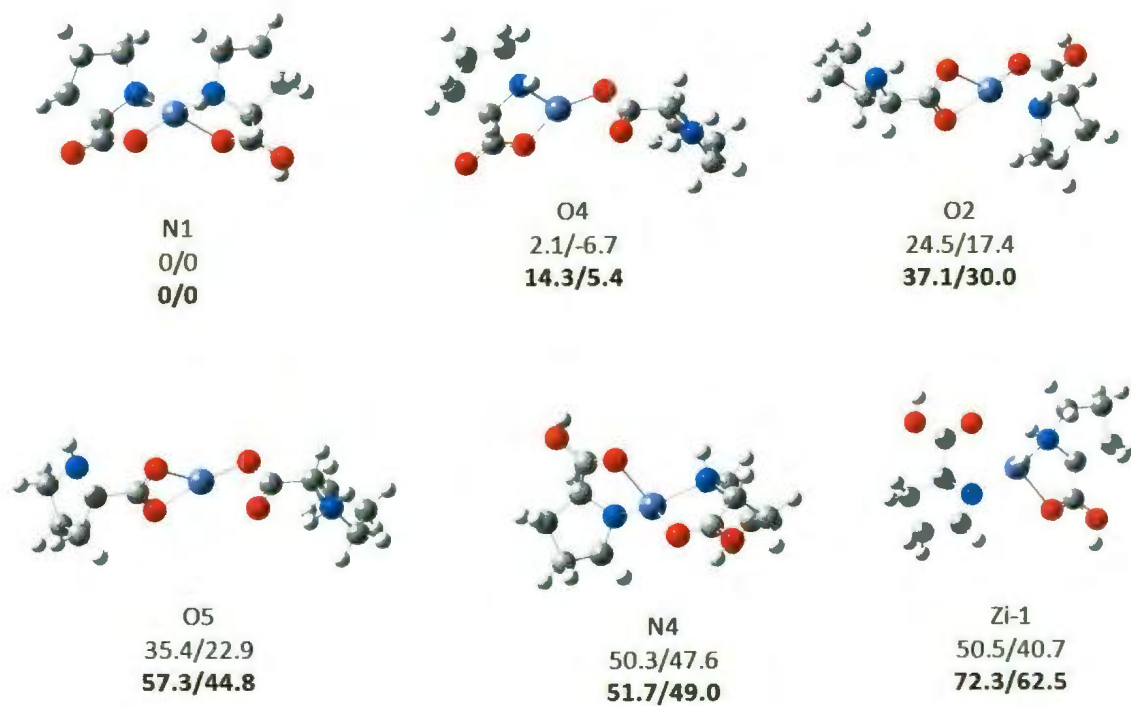 N1
0/0
0/0
O4
2.1/-6.7
14.3/5.4
O2
24.5/17.4
37.1/30.0
O5
35.4/22.9
57.3/44.8
N4
50.3/47.6
51.7/49.0
Zi-1
50.5/40.7
72.3/62.5